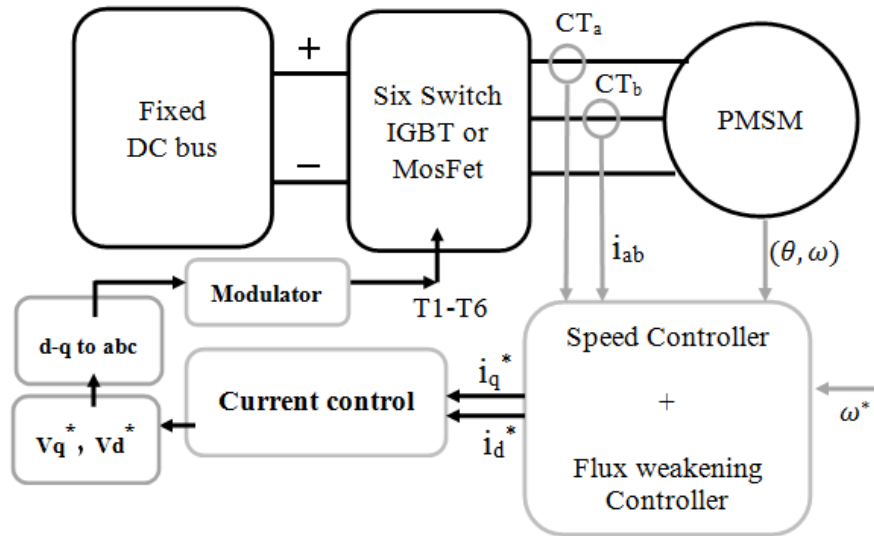 CTa
+
Fixed
DC bus
−
Six Switch
IGBT or
MosFet
CTb
PMSM
iab
(θ, ω)
Modulator
T1-T6
d-q to abc
Vq*, Vd*
Current control
iq*
id*
Speed Controller
+
Flux weakening
Controller
ω*